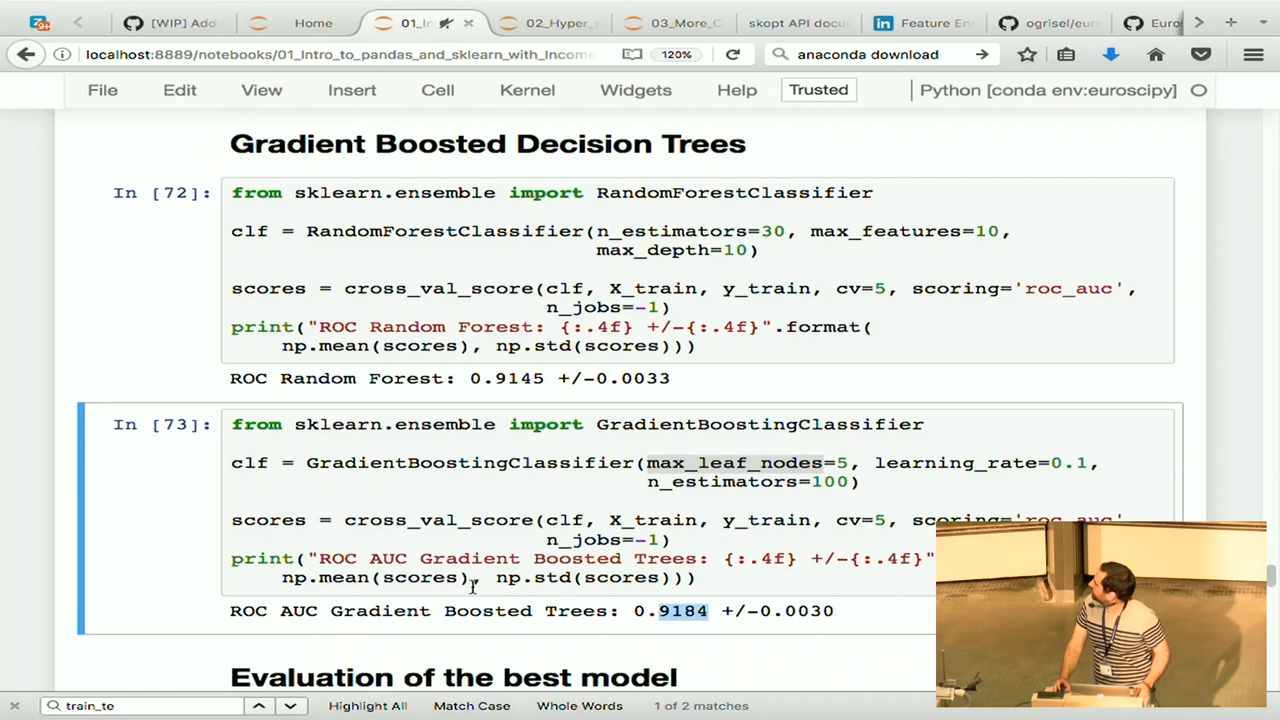 [WIP] Add
Home
01_In
02_Hyper_
03_More_C
skopt API docu
Feature En
ogrisel/eur
Euros
localhost:8889/notebooks/01_Intro_to_pandas_and_sklearn_with_Incom
120%
anaconda download
File Edit View Insert Cell Kernel Widgets Help Trusted Python [conda env:euroscipy]
Gradient Boosted Decision Trees
In [72]: from sklearn.ensemble import RandomForestClassifier
clf = RandomForestClassifier(n_estimators=30, max_features=10,
max_depth=10)
scores = cross_val_score(clf, X_train, y_train, cv=5, scoring='roc_auc',
n_jobs=-1)
print("ROC Random Forest: {:.4f} +/-{:.4f}".format(
np.mean(scores), np.std(scores)))
ROC Random Forest: 0.9145 +/-0.0033
In [73]: from sklearn.ensemble import GradientBoostingClassifier
clf = GradientBoostingClassifier(max_leaf_nodes=5, learning_rate=0.1,
n_estimators=100)
scores = cross_val_score(clf, X_train, y_train, cv=5, scoring='roc_auc'
n_jobs=-1)
print("ROC AUC Gradient Boosted Trees: {:.4f} +/-{:.4f}"
np.mean(scores), np.std(scores)))
ROC AUC Gradient Boosted Trees: 0.9184 +/-0.0030
Evaluation of the best model
train_te
Highlight All Match Case Whole Words 1 of 2 matches